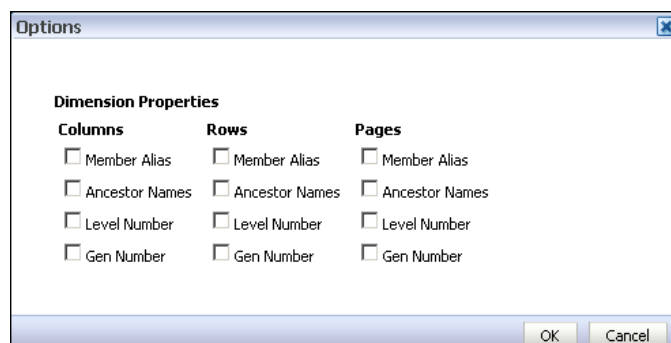 Options
Dimension Properties
Columns Rows Pages
Member Alias Member Alias Member Alias
Ancestor Names Ancestor Names Ancestor Names
Level Number Level Number Level Number
Gen Number Gen Number Gen Number
OK Cancel